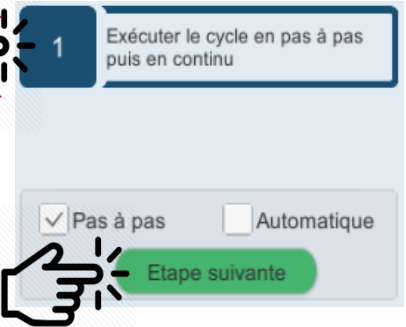 1
Exécuter le cycle en pas à pas
puis en continu
Pas à pas
Automatique
Etape suivante